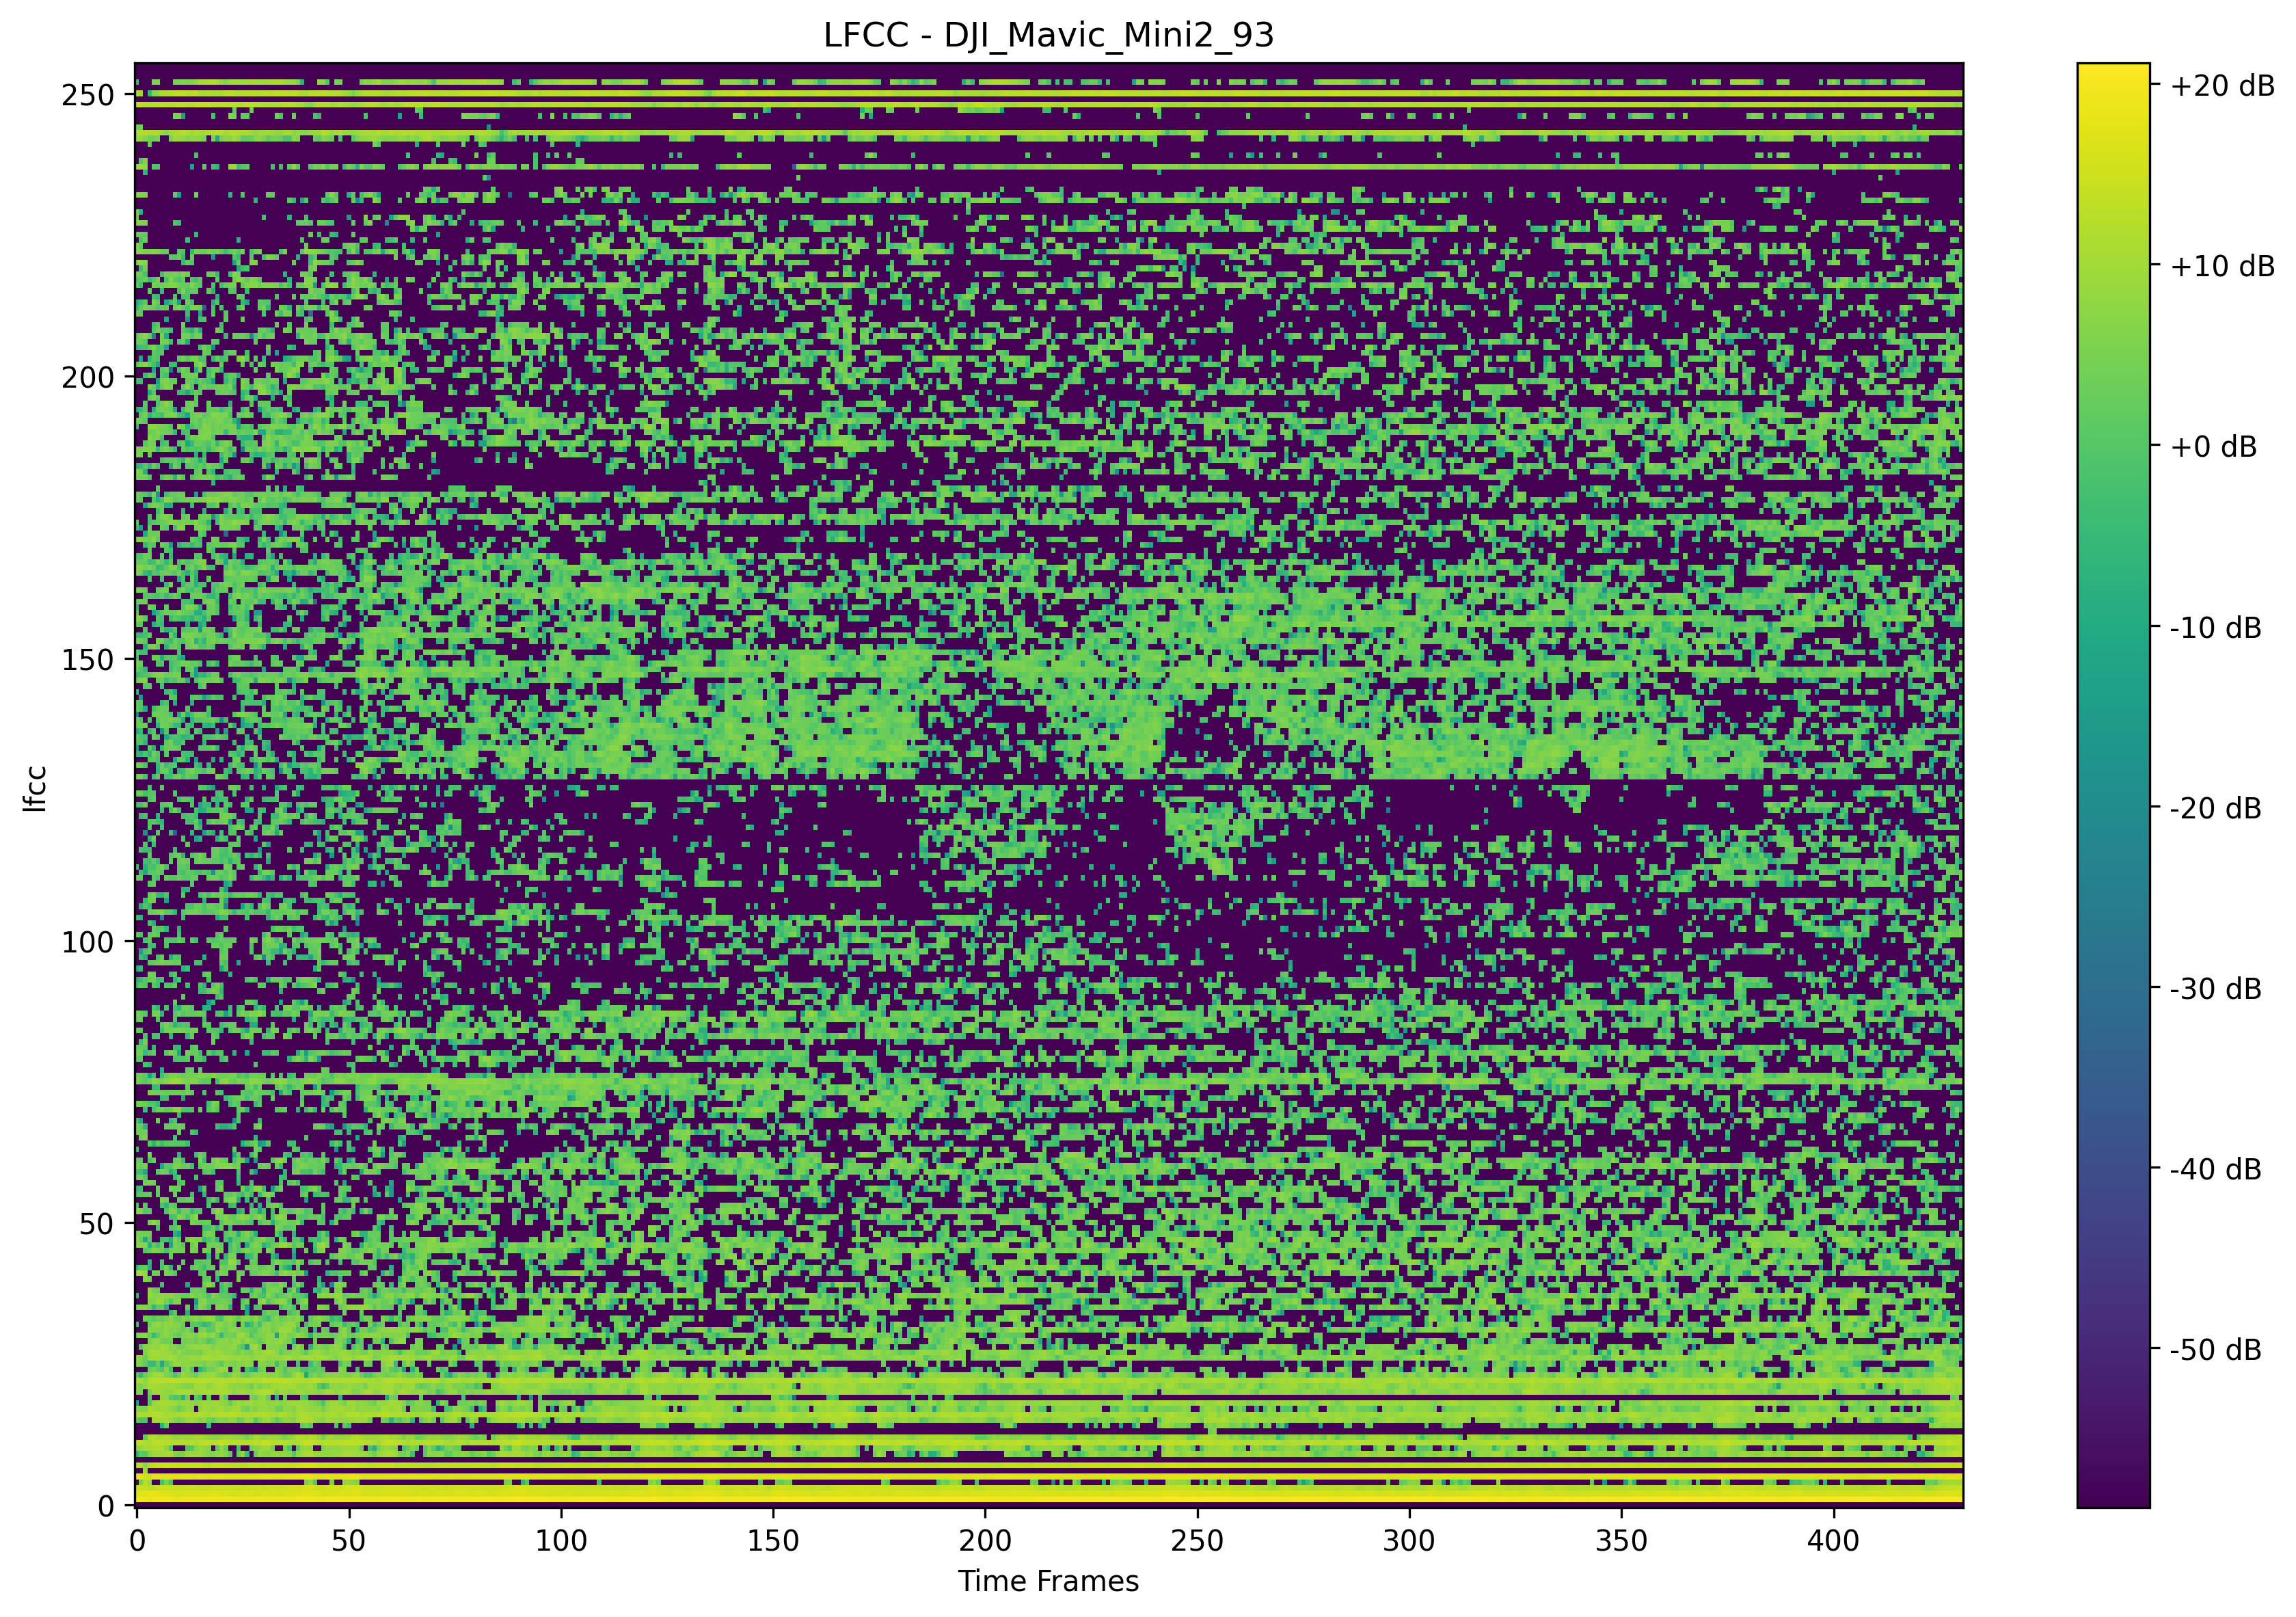 LFCC - DJI_Mavic_Mini2_93
250
200
150
100
50
0
lfcc
0 50 100 150 200 250 300 350 400
Time Frames
+20 dB
+10 dB
+0 dB
-10 dB
-20 dB
-30 dB
-40 dB
-50 dB